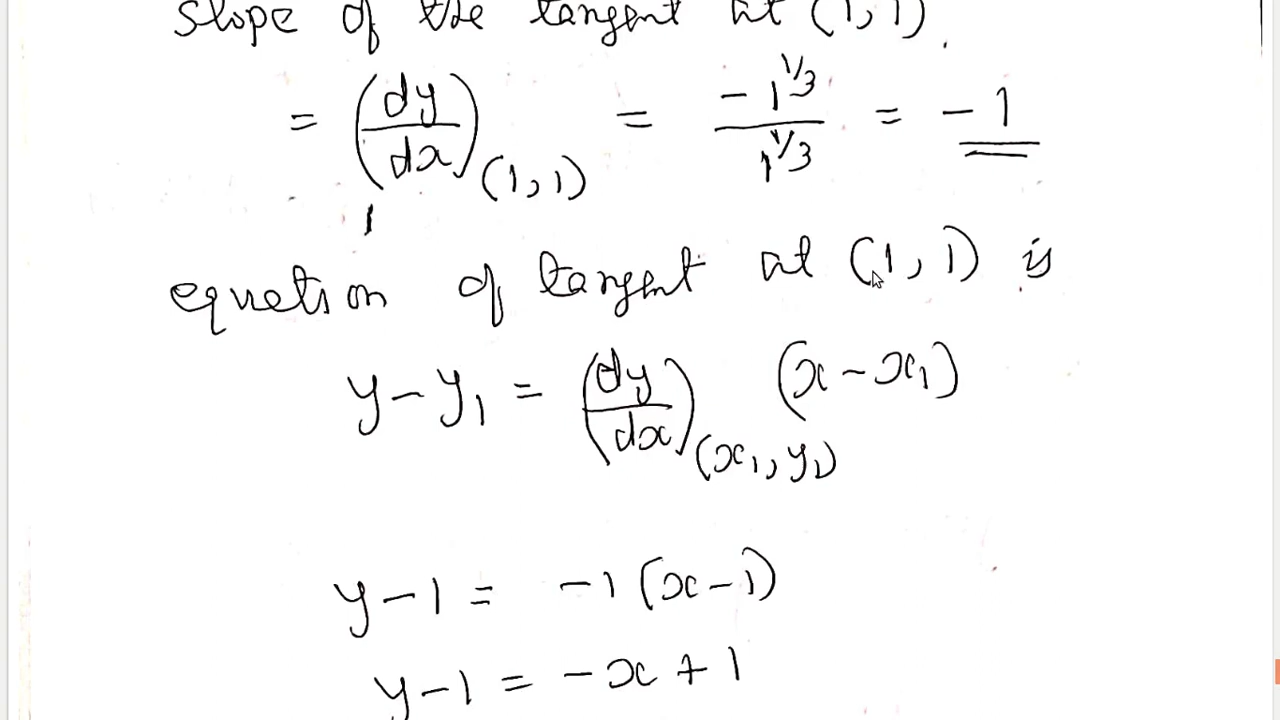 slope of the tangent at (1,1)
= (dy/dx)(1,1) = -1^1/3 / 1^1/3 = -1
equation of tangent at (1,1) is
y-y₁ = (dy/dx)(x₁,y₁) (x-x₁)
y-1 = -1(x-1)
y-1 = -x+1